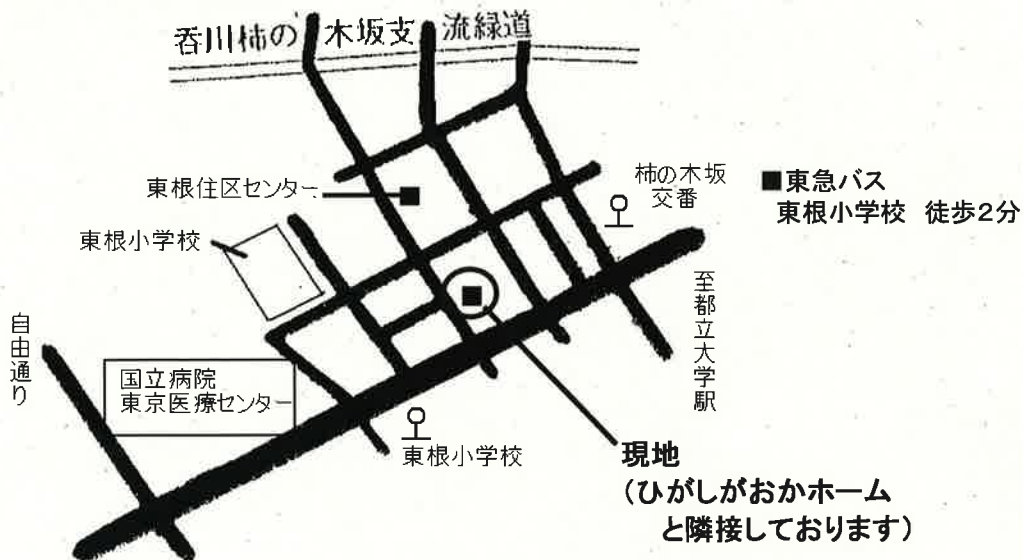 呑川柿の木坂支流緑道
東根住区センター
東根小学校
柿の木坂
交番
■東急バス
東根小学校 徒歩2分
至都立大学駅
自由通り
国立病院
東京医療センター
東根小学校
現地
(ひがしがおかホーム
と隣接しております)